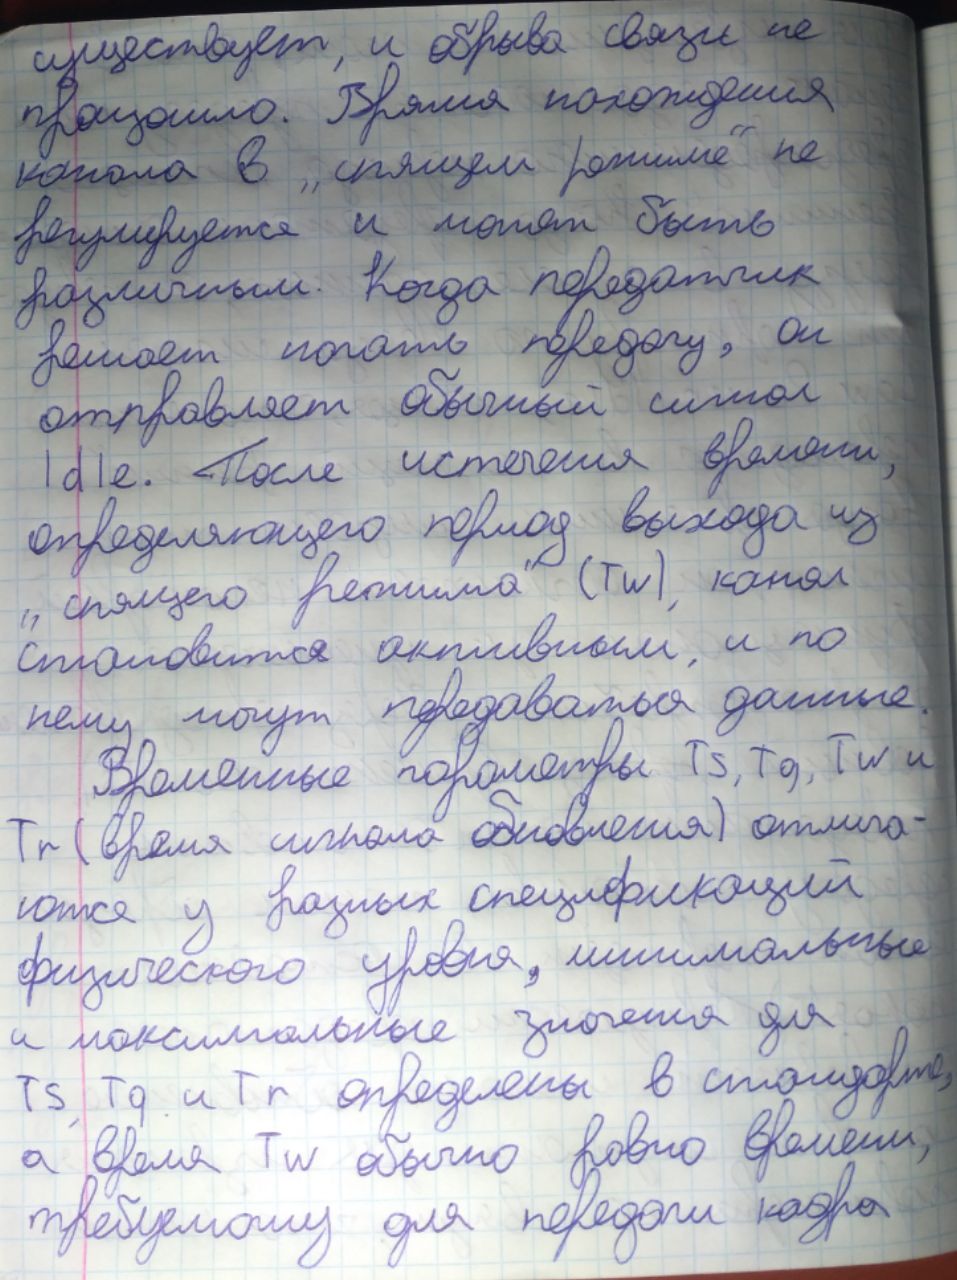 существует, и обрыва связи не
произошло. Время нахождения
канала в „спящем режиме" не
регулируется и может быть
различным. Когда передатчик
решает начать передачу, он
отправляет обычный сигнал
Idle. После истечения времени,
определяющего период выхода из
„спящего режима" (Tw), канал
становится активным, и по
нему могут передаваться данные.
Временные параметры Ts, Tq, Tw и
Tr (время сигнала обновления) отлича-
ются у разных спецификаций
физического уровня, минимальные
и максимальные значения для
Ts, Tq и Tr определены в стандарте,
а время Tw обычно равно времени,
требуемому для передачи кадра